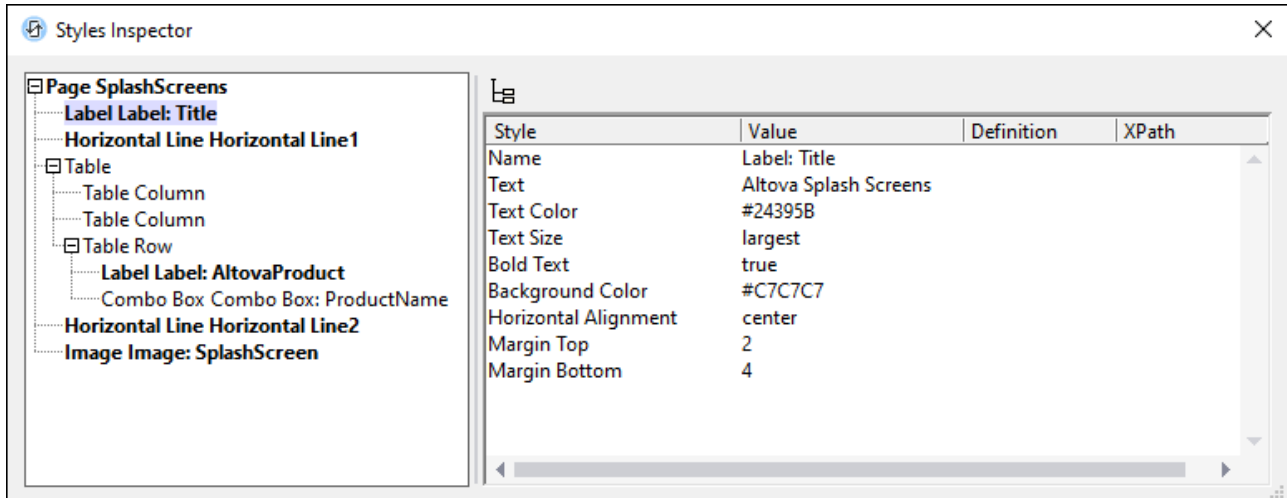 Styles Inspector
Page SplashScreens
Label Label: Title
Horizontal Line Horizontal Line1
Table
Table Column
Table Column
Table Row
Label Label: AltovaProduct
Combo Box Combo Box: ProductName
Horizontal Line Horizontal Line2
Image Image: SplashScreen
Style Value Definition XPath
Name Label: Title
Text Altova Splash Screens
Text Color #24395B
Text Size largest
Bold Text true
Background Color #C7C7C7
Horizontal Alignment center
Margin Top 2
Margin Bottom 4